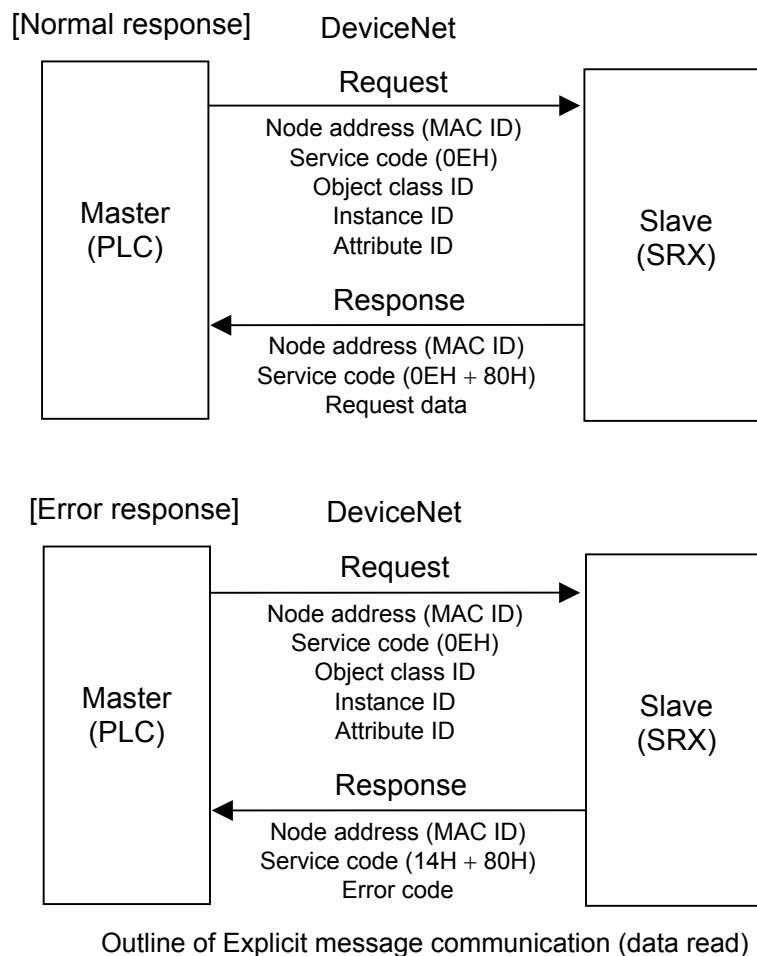 [Normal response]
DeviceNet
Request
Node address (MAC ID)
Service code (0EH)
Object class ID
Instance ID
Attribute ID
Master
(PLC)
Slave
(SRX)
Response
Node address (MAC ID)
Service code (0EH + 80H)
Request data
[Error response]
DeviceNet
Request
Node address (MAC ID)
Service code (0EH)
Object class ID
Instance ID
Attribute ID
Master
(PLC)
Slave
(SRX)
Response
Node address (MAC ID)
Service code (14H + 80H)
Error code
Outline of Explicit message communication (data read)